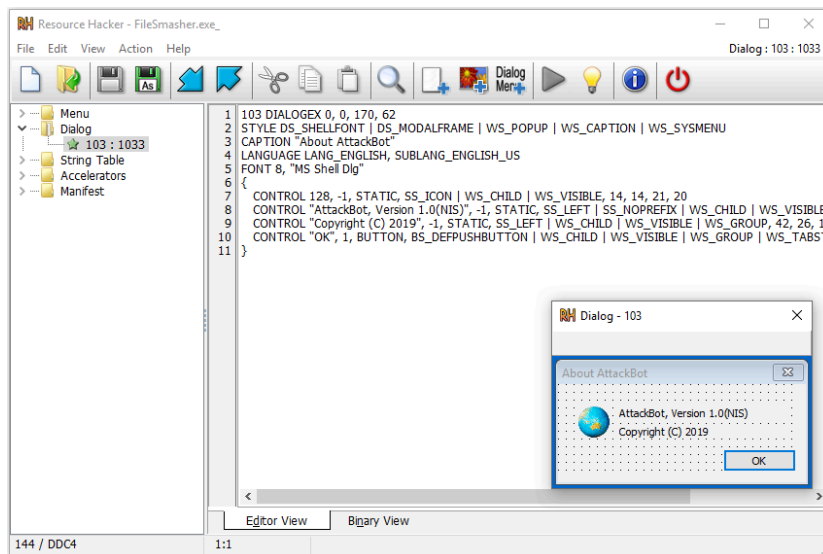 Resource Hacker - FileSmasher.exe_
File Edit View Action Help
Dialog : 103 : 1033
As
Dialog
Mem
Menu
Dialog
103 : 1033
String Table
Accelerators
Manifest
1 103 DIALOGEX 0, 0, 170, 62
2 STYLE DS_SHELLFONT | DS_MODALFRAME | WS_POPUP | WS_CAPTION | WS_SYSMENU
3 CAPTION "About AttackBot"
4 LANGUAGE LANG_ENGLISH, SUBLANG_ENGLISH_US
5 FONT 8, "MS Shell Dlg"
6 {
7 CONTROL 128, -1, STATIC, SS_ICON | WS_CHILD | WS_VISIBLE, 14, 14, 21, 20
8 CONTROL "AttackBot, Version 1.0(NIS)", -1, STATIC, SS_LEFT | SS_NOPREFIX | WS_CHILD | WS_VISIBLE
9 CONTROL "Copyright (C) 2019", -1, STATIC, SS_LEFT | WS_CHILD | WS_VISIBLE | WS_GROUP, 42, 26, 1
10 CONTROL "OK", 1, BUTTON, BS_DEFPUSHBUTTON | WS_CHILD | WS_VISIBLE | WS_GROUP | WS_TABST
11 }
RH Dialog - 103
About AttackBot
AttackBot, Version 1.0(NIS)
Copyright (C) 2019
OK
Editor View Binary View
144 / DDC4 1:1